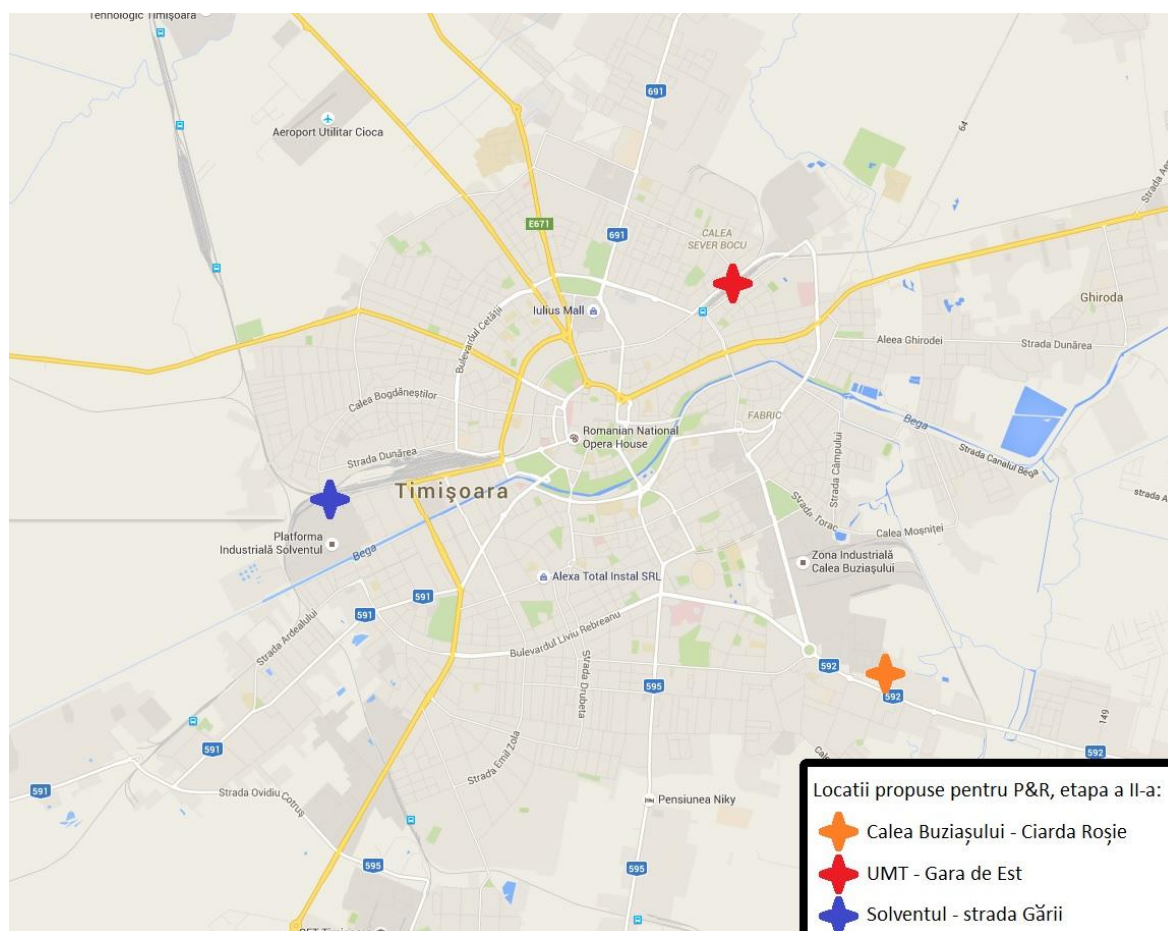 Tehnologic Timișoara
691
64
Strada Aer
Aeroport Utilitar Cioca
E671
691
CALEA
SEVER BOCU
Ghiroda
Iulius Mall
Bulevardul Cetății
Aleea Ghirodei
Strada Dunărea
Calea Bogdăneștilor
FABRIC
Bega
Romanian National
Opera House
Strada Dunărea
Strada Câmpului
Strada Canalul Bega
Timişoara
strada A
Strada Torac
Calea Moșniței
Platforma
Industrială Solventul
Bega
Zona Industrială
Calea Buziașului
Alexa Total Instal SRL
591
591
Strada Ardealului
Bulevardul Liviu Rebreanu
Strada Drubeta
592
595
592
149
591
592
Strada Emil Zola
591
Strada Ovidiu Cotruș
Pensiunea Niky
595
Locatii propuse pentru P&R, etapa a II-a:
Calea Buziașului - Ciarda Roșie
UMT - Gara de Est
Solventul - strada Gării